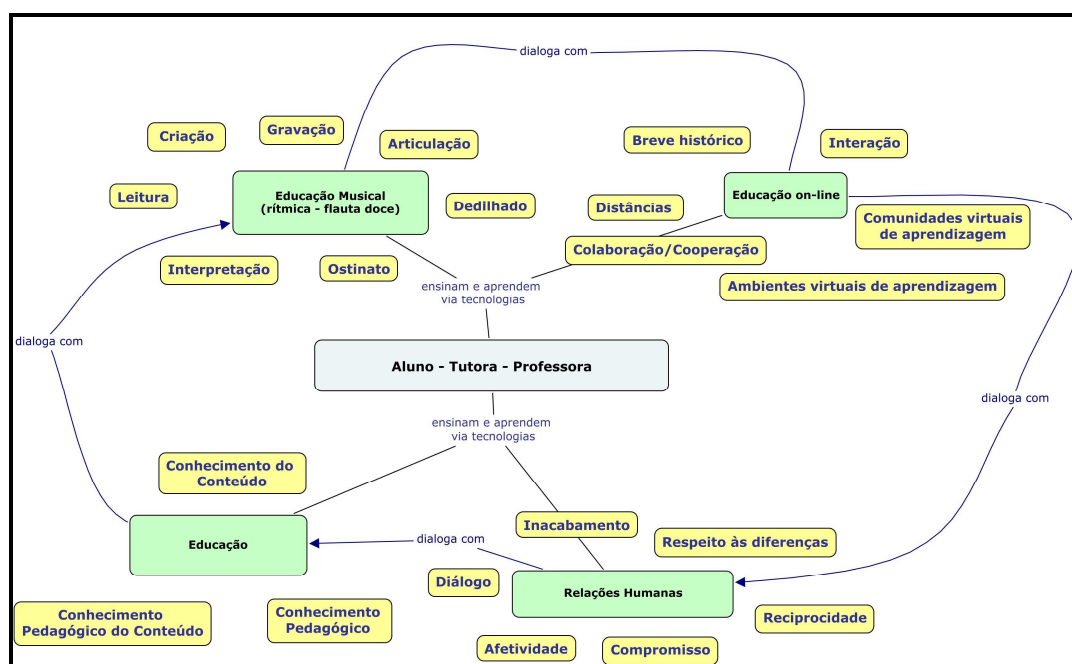 dialoga com
Gravação
Criação
Articulação
Breve histórico
Interação
Educação Musical
(rítmica - flauta doce)
Educação on-line
Leitura
Dedilhado
Distâncias
Comunidades virtuais
de aprendizagem
Colaboração/Cooperação
Interpretação
Ostinato
ensinam e aprendem
via tecnologias
Ambientes virtuais de aprendizagem
dialoga com
Aluno - Tutora - Professora
dialoga com
ensinam e aprendem
via tecnologias
Conhecimento do
Conteúdo
Inacabamento
Respeito às diferenças
Educação
dialoga com
Diálogo
Relações Humanas
Conhecimento
Pedagógico do Conteúdo
Conhecimento
Pedagógico
Reciprocidade
Afetividade
Compromisso